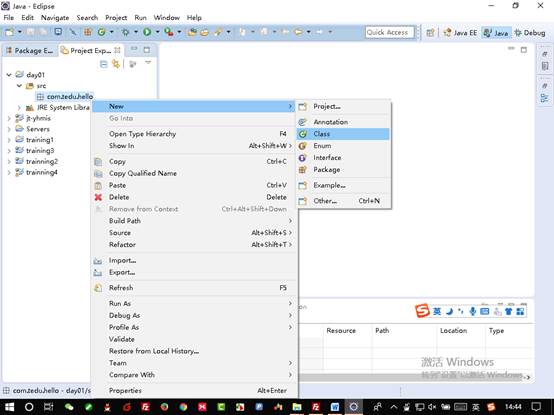 Java - Eclipse
File Edit Navigate Search Project Run Window Help
Quick Access
Java EE
Java
Debug
Package E...
Project Exp...
day01
src
com.tedu.hello
JRE System Libra
jt-yhmis
Servers
training1
training3
trainning2
trainning4
New
Go Into
Open Type Hierarchy F4
Show In Alt+Shift+W
Copy Ctrl+C
Copy Qualified Name
Paste Ctrl+V
Delete Delete
Remove from Context Ctrl+Alt+Shift+Down
Build Path
Source Alt+Shift+S
Refactor Alt+Shift+T
Import...
Export...
Refresh F5
Run As
Debug As
Profile As
Validate
Restore from Local History...
Team
Compare With
Properties Alt+Enter
Project...
Annotation
Class
Enum
Interface
Package
Example...
Other... Ctrl+N
英
Resource Path Location Type
激活 Windows
转到"设置"以激活 Windows。
com.tedu.hello - day01/s
英
14:44